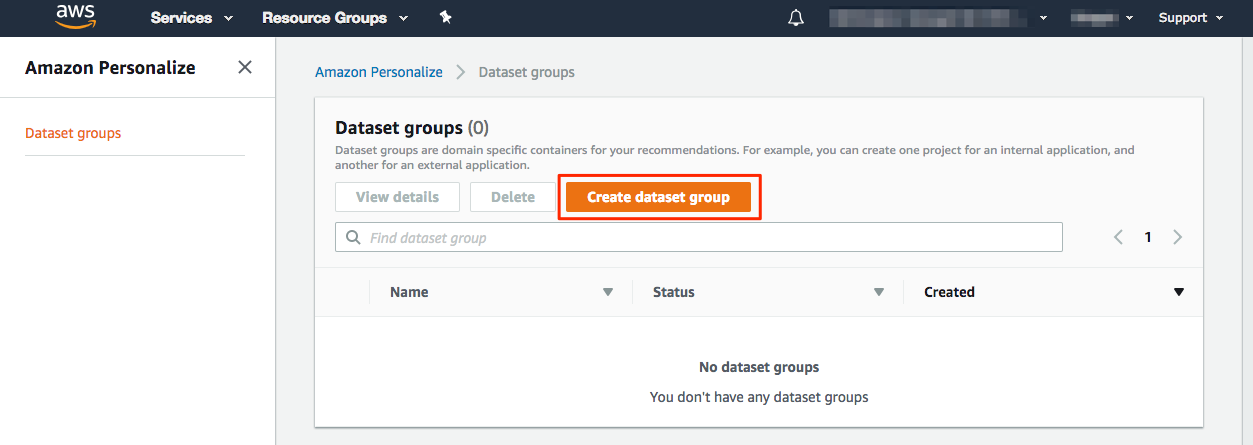 aws Services Resource Groups Support
Amazon Personalize
Dataset groups
Amazon Personalize Dataset groups
Dataset groups (0)
Dataset groups are domain specific containers for your recommendations. For example, you can create one project for an internal application, and
another for an external application.
View details Delete Create dataset group
Find dataset group 1
Name Status Created
No dataset groups
You don't have any dataset groups